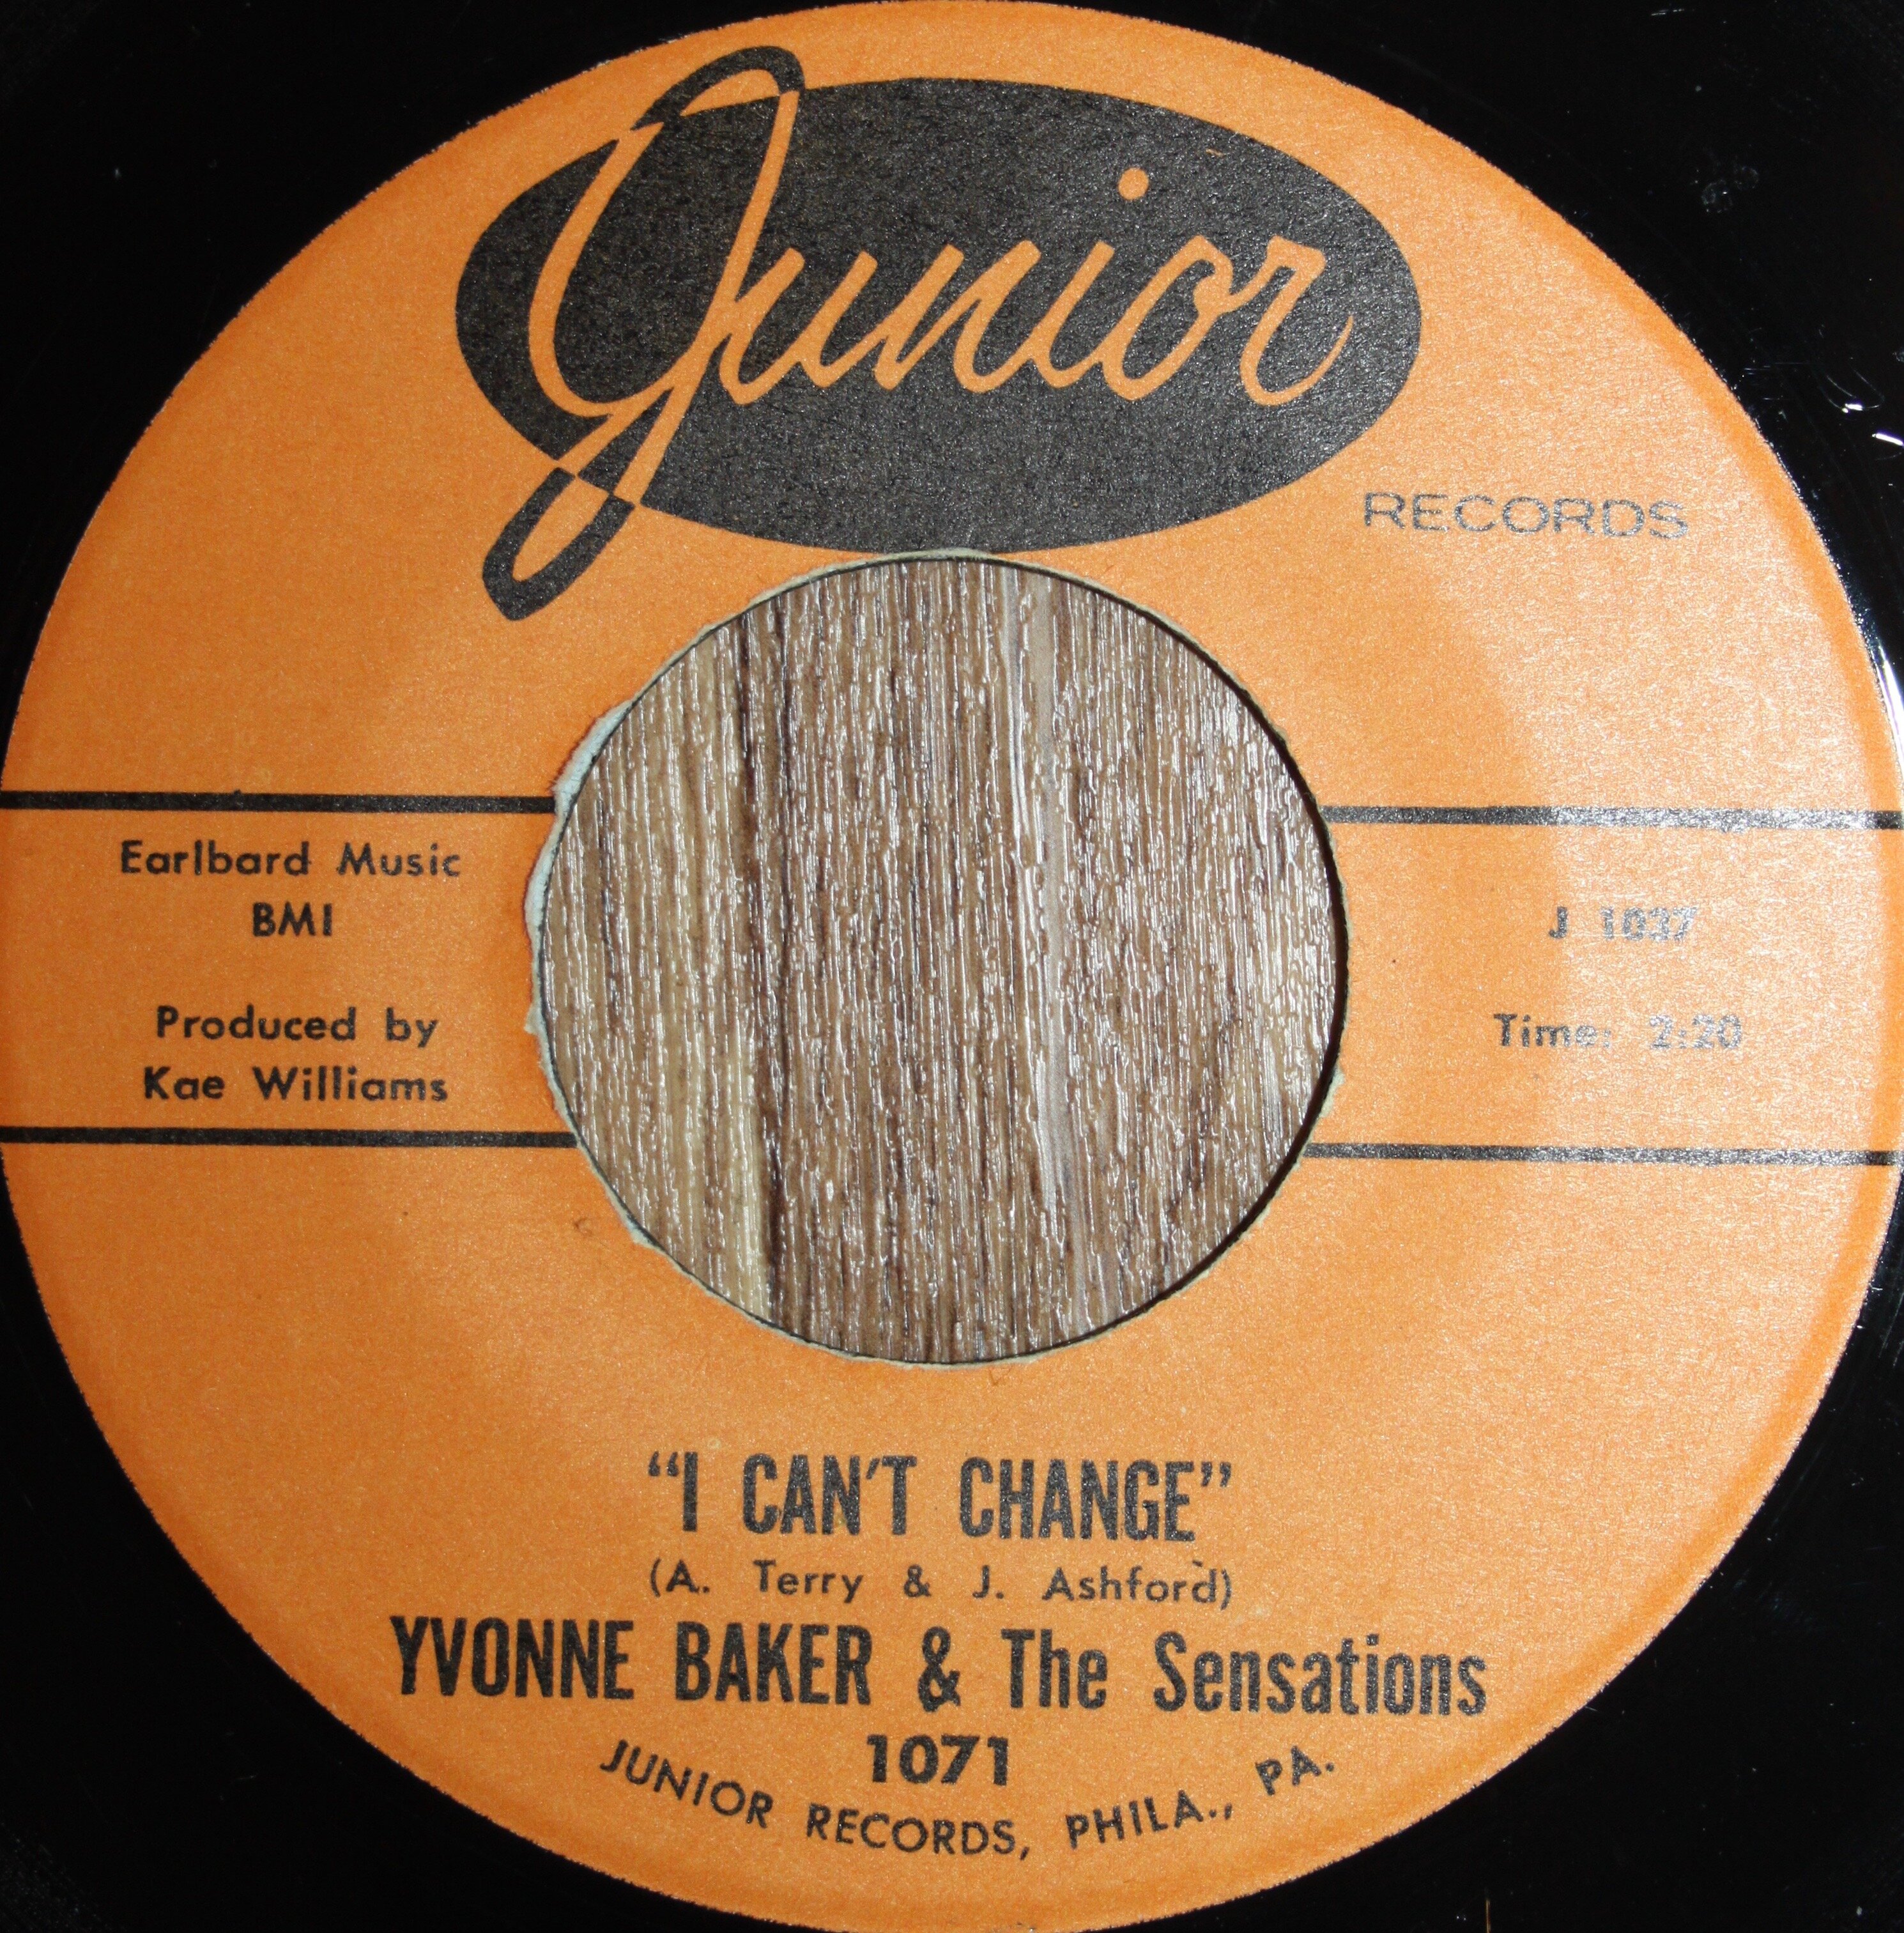 Junior
RECORDS
Earlbard Music
BMI
Produced by
Kae Williams
J 1037
Time: 2:20
"I CAN'T CHANGE"
(A. Terry & J. Ashford)
YVONNE BAKER & The Sensations
1071
JUNIOR RECORDS, PHILA., PA.